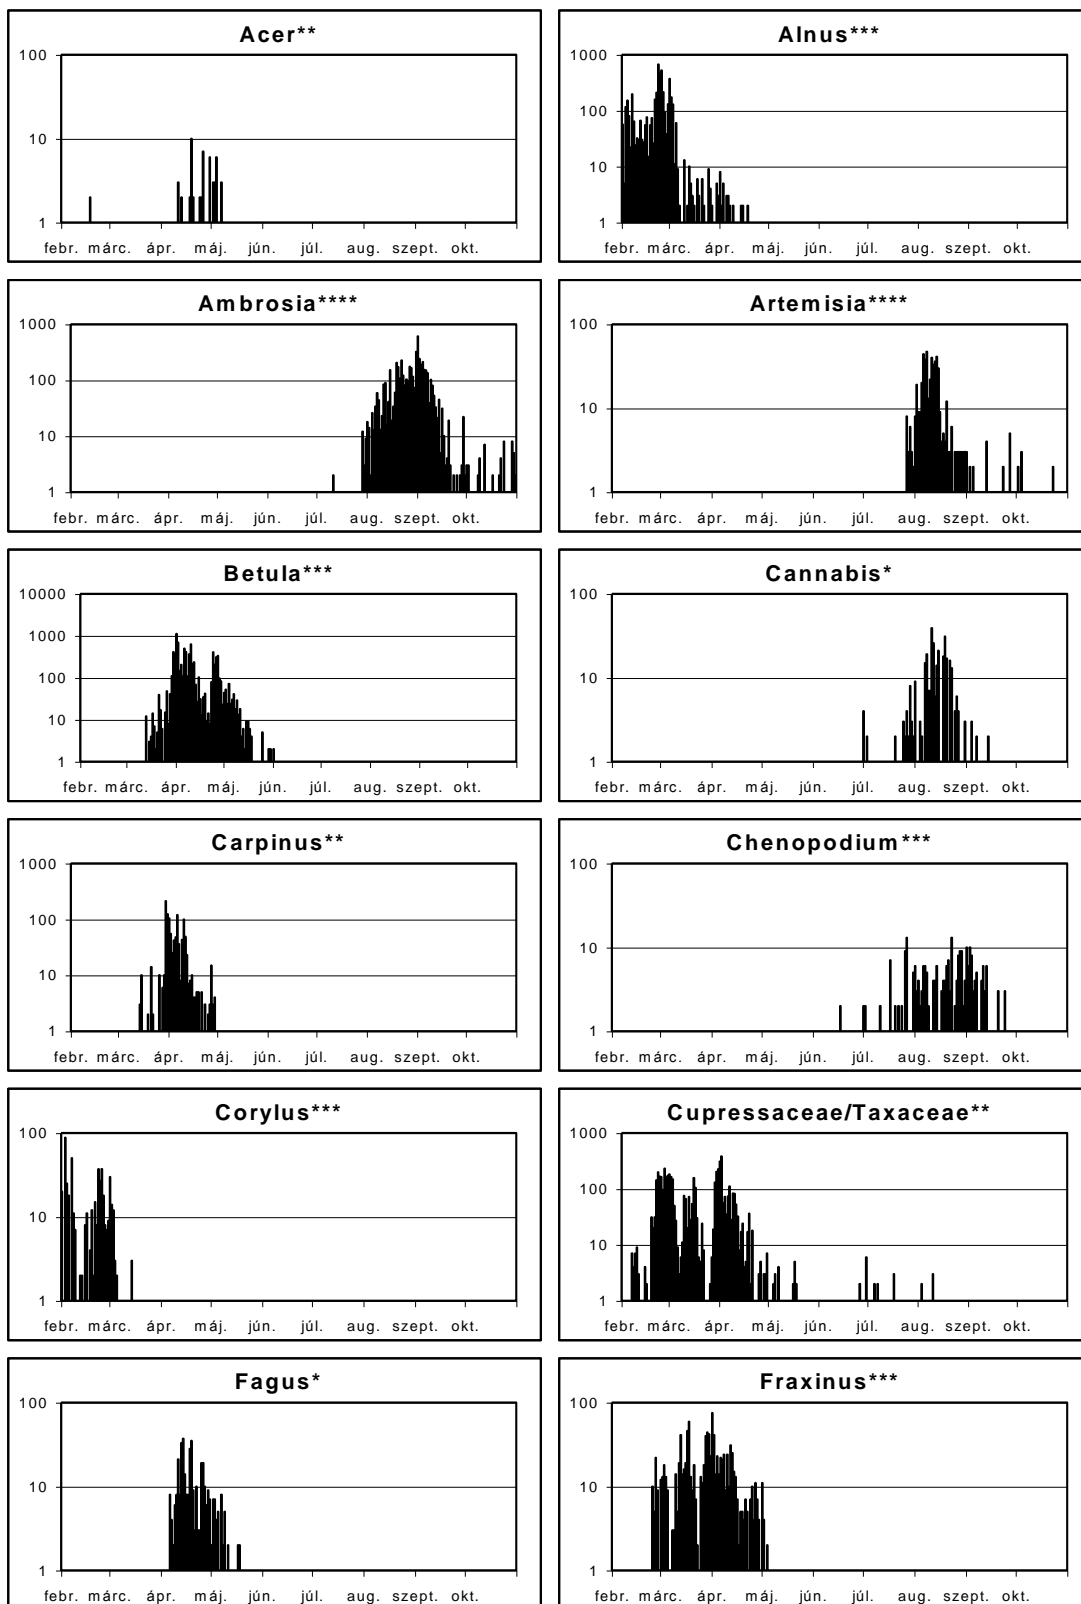 Acer**
100
10
1
febr. márc. ápr. máj. jún. júl. aug. szept. okt.
Alnus***
1000
100
10
1
febr. márc. ápr. máj. jún. júl. aug. szept. okt.
Ambrosia****
1000
100
10
1
febr. márc. ápr. máj. jún. júl. aug. szept. okt.
Artemisia****
100
10
1
febr. márc. ápr. máj. jún. júl. aug. szept. okt.
Betula***
10000
1000
100
10
1
febr. márc. ápr. máj. jún. júl. aug. szept. okt.
Cannabis*
100
10
1
febr. márc. ápr. máj. jún. júl. aug. szept. okt.
Carpinus**
1000
100
10
1
febr. márc. ápr. máj. jún. júl. aug. szept. okt.
Chenopodium***
100
10
1
febr. márc. ápr. máj. jún. júl. aug. szept. okt.
Corylus***
100
10
1
febr. márc. ápr. máj. jún. júl. aug. szept. okt.
Cupressaceae/Taxaceae**
1000
100
10
1
febr. márc. ápr. máj. jún. júl. aug. szept. okt.
Fagus*
100
10
1
febr. márc. ápr. máj. jún. júl. aug. szept. okt.
Fraxinus***
100
10
1
febr. márc. ápr. máj. jún. júl. aug. szept. okt.